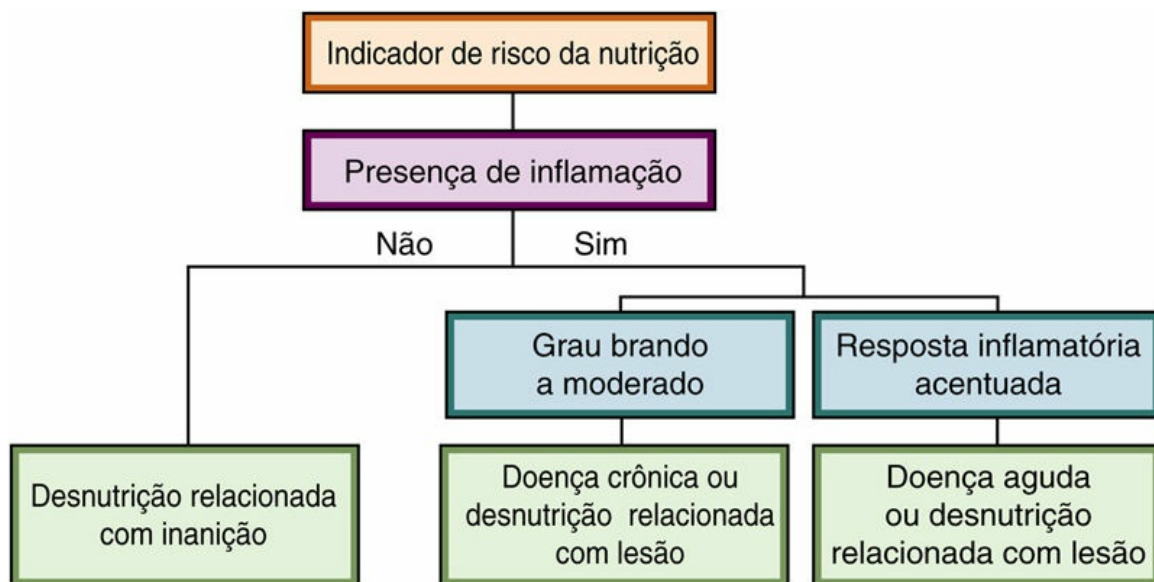 Indicador de risco da nutrição
Presença de inflamação
Não
Sim
Grau brando
a moderado
Resposta inflamatória
acentuada
Desnutrição relacionada
com inanição
Doença crônica ou
desnutrição relacionada
com lesão
Doença aguda
ou desnutrição
relacionada com lesão